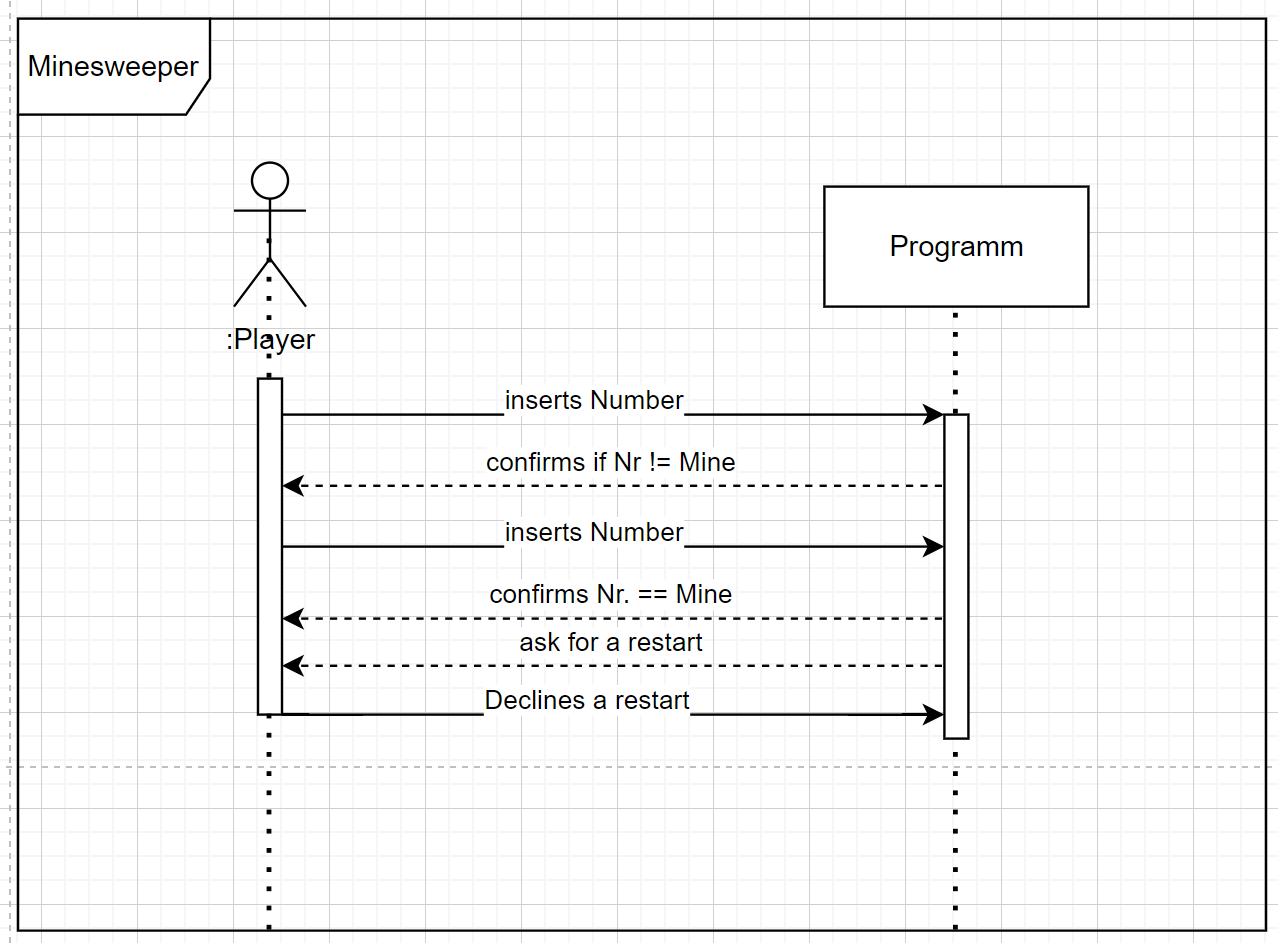 Minesweeper
:Player
Programm
inserts Number
confirms if Nr != Mine
inserts Number
confirms Nr. == Mine
ask for a restart
Declines a restart